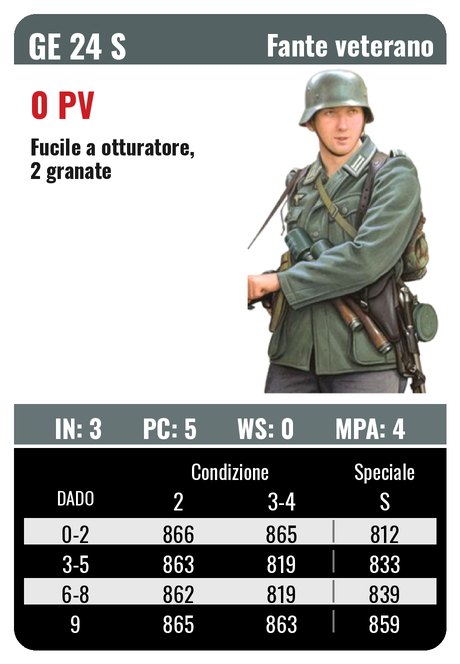 GE 24 S Fante veterano
0 PV
Fucile a otturatore,
2 granate
IN: 3 PC: 5 WS: 0 MPA: 4
Condizione Speciale
DADO 2 3-4 S
0-2 866 865 812
3-5 863 819 833
6-8 862 819 839
9 865 863 859